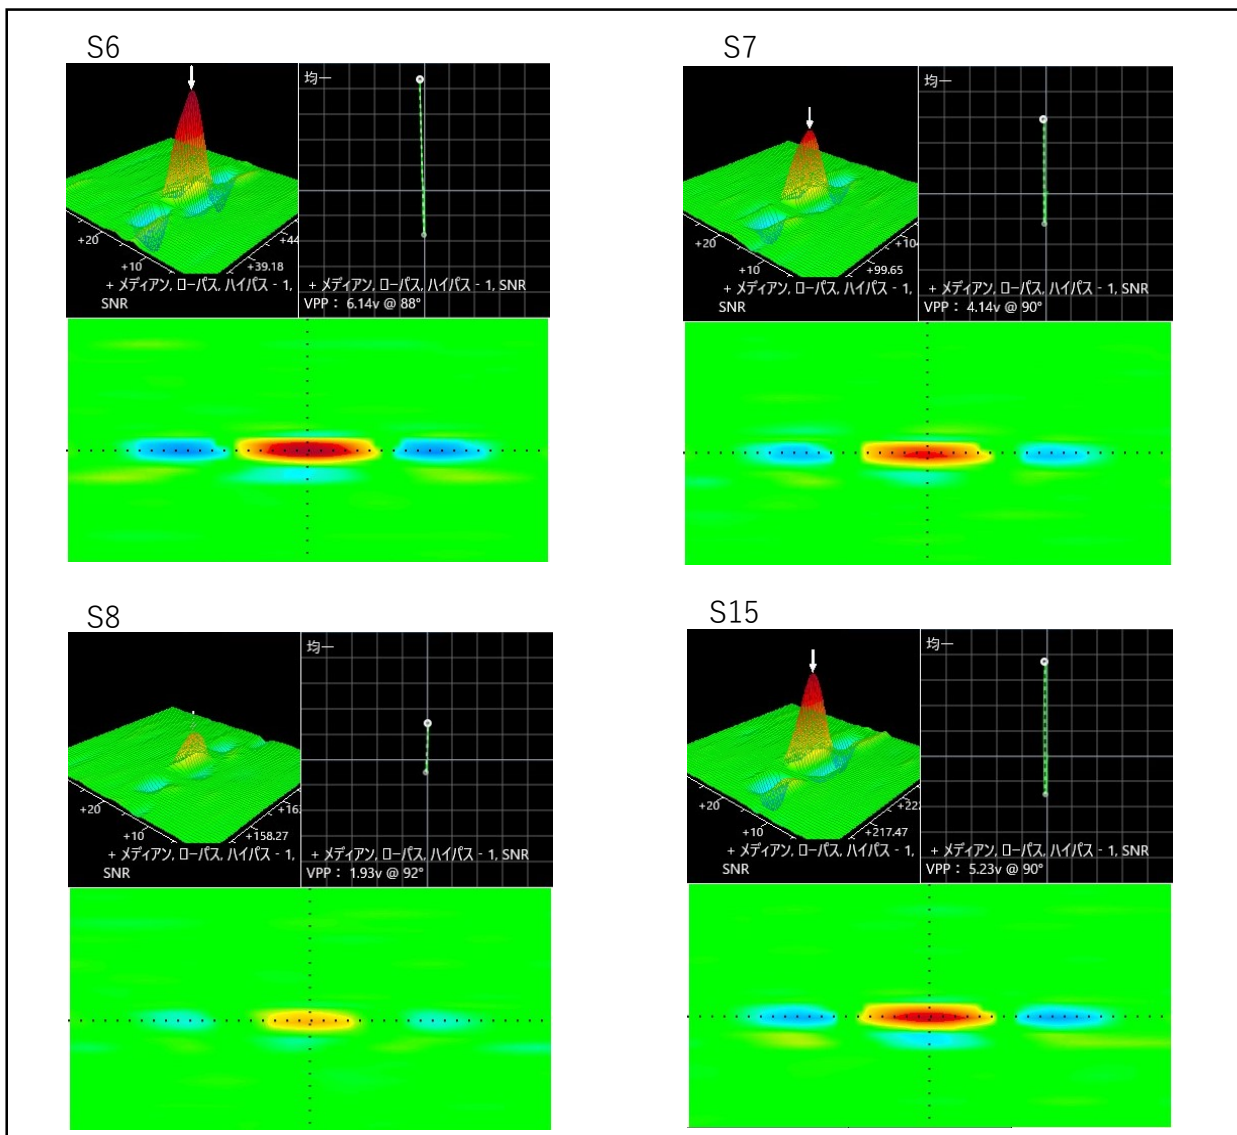 S6
均一
+20
+10
+44
+39.18
+ メディアン, ローパス, ハイパス - 1,
SNR
+ メディアン, ローパス, ハイパス - 1, SNR
VPP： 6.14v @ 88°
S7
均一
+20
+10
+10
+99.65
+ メディアン, ローパス, ハイパス - 1,
SNR
+ メディアン, ローパス, ハイパス - 1, SNR
VPP： 4.14v @ 90°
S8
均一
+20
+10
+158.27
+ メディアン, ローパス, ハイパス - 1,
SNR
+ メディアン, ローパス, ハイパス - 1, SNR
VPP： 1.93v @ 92°
S15
均一
+20
+10
+217.47
+ メディアン, ローパス, ハイパス - 1,
SNR
+ メディアン, ローパス, ハイパス - 1, SNR
VPP： 5.23v @ 90°